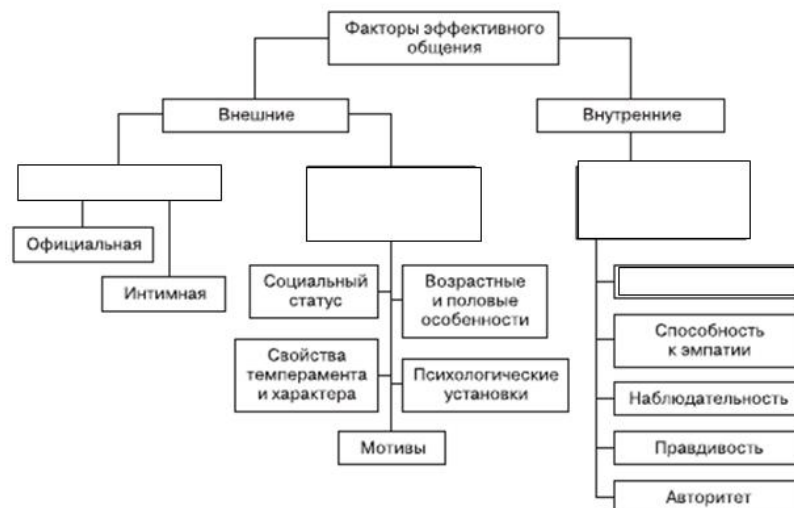 Факторы эффективного
общения
Внешние
Внутренние
Официальная
Интимная
Социальный
статус
Возрастные
и половые
особенности
Свойства
темперамента
и характера
Психологические
установки
Мотивы
Способность
к эмпатии
Наблюдательность
Правдивость
Авторитет